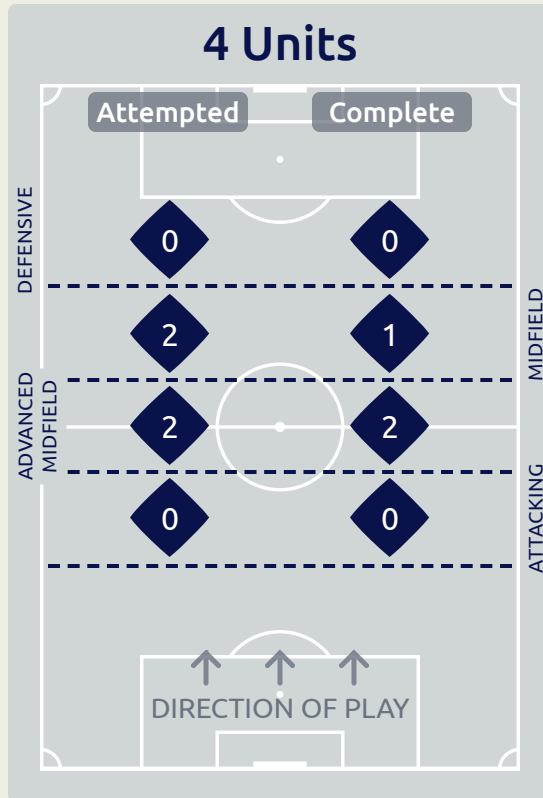 4 Units
Attempted
Complete
DEFENSIVE
0
0
MIDFIELD
2
1
ADVANCED
MIDFIELD
2
2
ATTACKING
0
0
DIRECTION OF PLAY